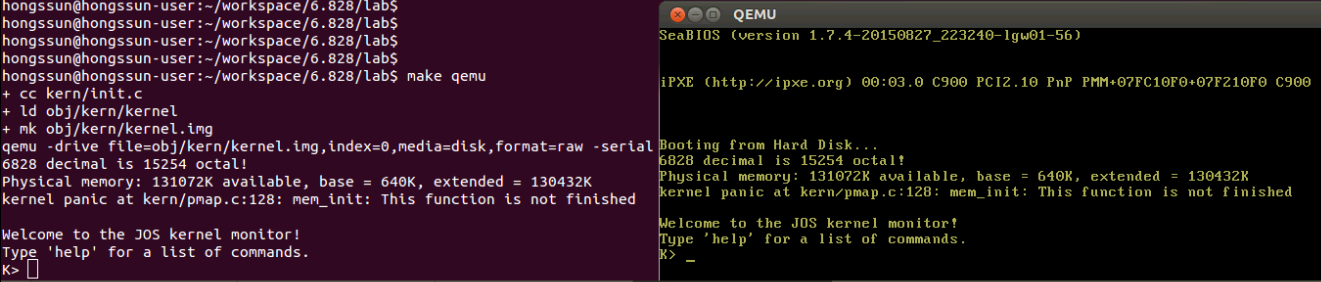 hongssun@hongssun-user:~/workspace/6.828/lab$
hongssun@hongssun-user:~/workspace/6.828/lab$
hongssun@hongssun-user:~/workspace/6.828/lab$
hongssun@hongssun-user:~/workspace/6.828/lab$
hongssun@hongssun-user:~/workspace/6.828/lab$ make qemu
+ cc kern/init.c
+ ld obj/kern/kernel
+ mk obj/kern/kernel.img
qemu -drive file=obj/kern/kernel.img,index=0,media=disk,format=raw -serial
6828 decimal is 15254 octal!
Physical memory: 131072K available, base = 640K, extended = 130432K
kernel panic at kern/pmap.c:128: mem_init: This function is not finished

Welcome to the JOS kernel monitor!
Type 'help' for a list of commands.
K>
QEMU
SeaBIOS (version 1.7.4-20150827_223240-lgw01-56)
iPXE (http://ipxe.org) 00:03.0 C900 PCI2.10 PnP PMM+07FC10F0+07F210F0 C900
Booting from Hard Disk...
6828 decimal is 15254 octal!
Physical memory: 131072K available, base = 640K, extended = 130432K
kernel panic at kern/pmap.c:128: mem_init: This function is not finished

Welcome to the JOS kernel monitor!
Type 'help' for a list of commands.
K> _